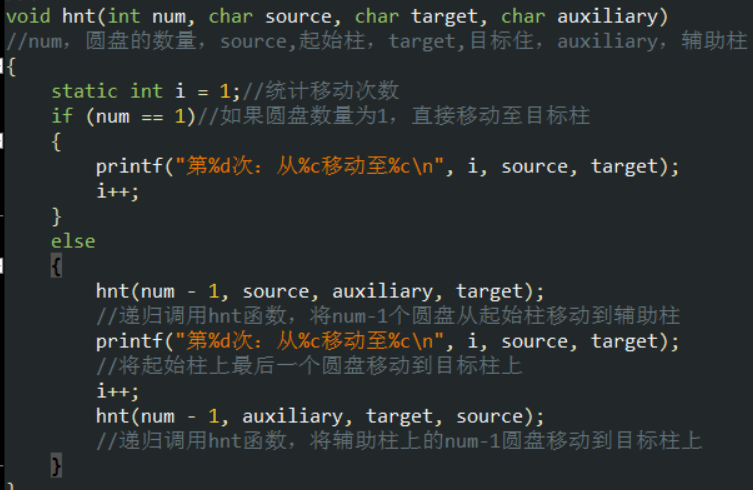 void hnt(int num, char source, char target, char auxiliary)
//num，圆盘的数量，source,起始柱，target,目标住，auxiliary，辅助柱
{
    static int i = 1;//统计移动次数
    if (num == 1)//如果圆盘数量为1，直接移动至目标柱
    {
        printf("第%d次：从%c移动至%c\n", i, source, target);
        i++;
    }
    else
    {
        hnt(num - 1, source, auxiliary, target);
        //递归调用hnt函数，将num-1个圆盘从起始柱移动到辅助柱
        printf("第%d次：从%c移动至%c\n", i, source, target);
        //将起始柱上最后一个圆盘移动到目标柱上
        i++;
        hnt(num - 1, auxiliary, target, source);
        //递归调用hnt函数，将辅助柱上的num-1圆盘移动到目标柱上
    }
}